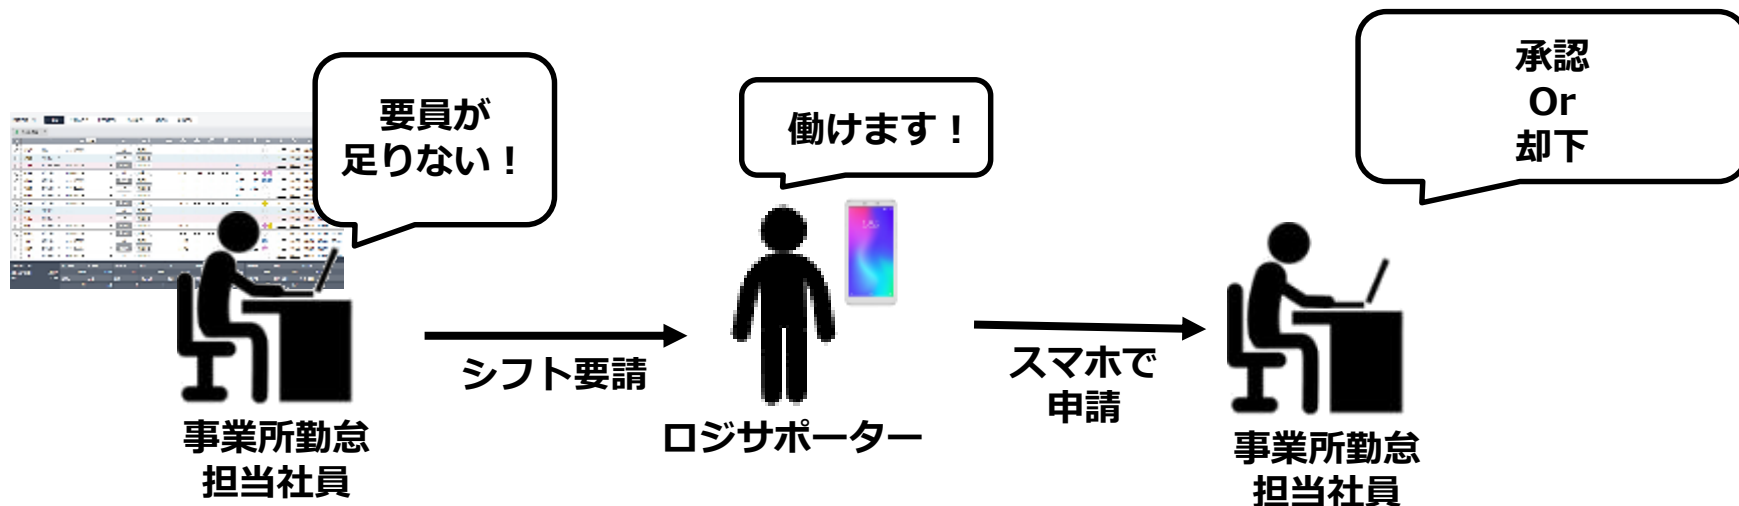 要員が
足りない！
働けます！
承認
Or
却下
シフト要請
スマホで
申請
事業所勤怠
担当社員
ロジサポーター
事業所勤怠
担当社員